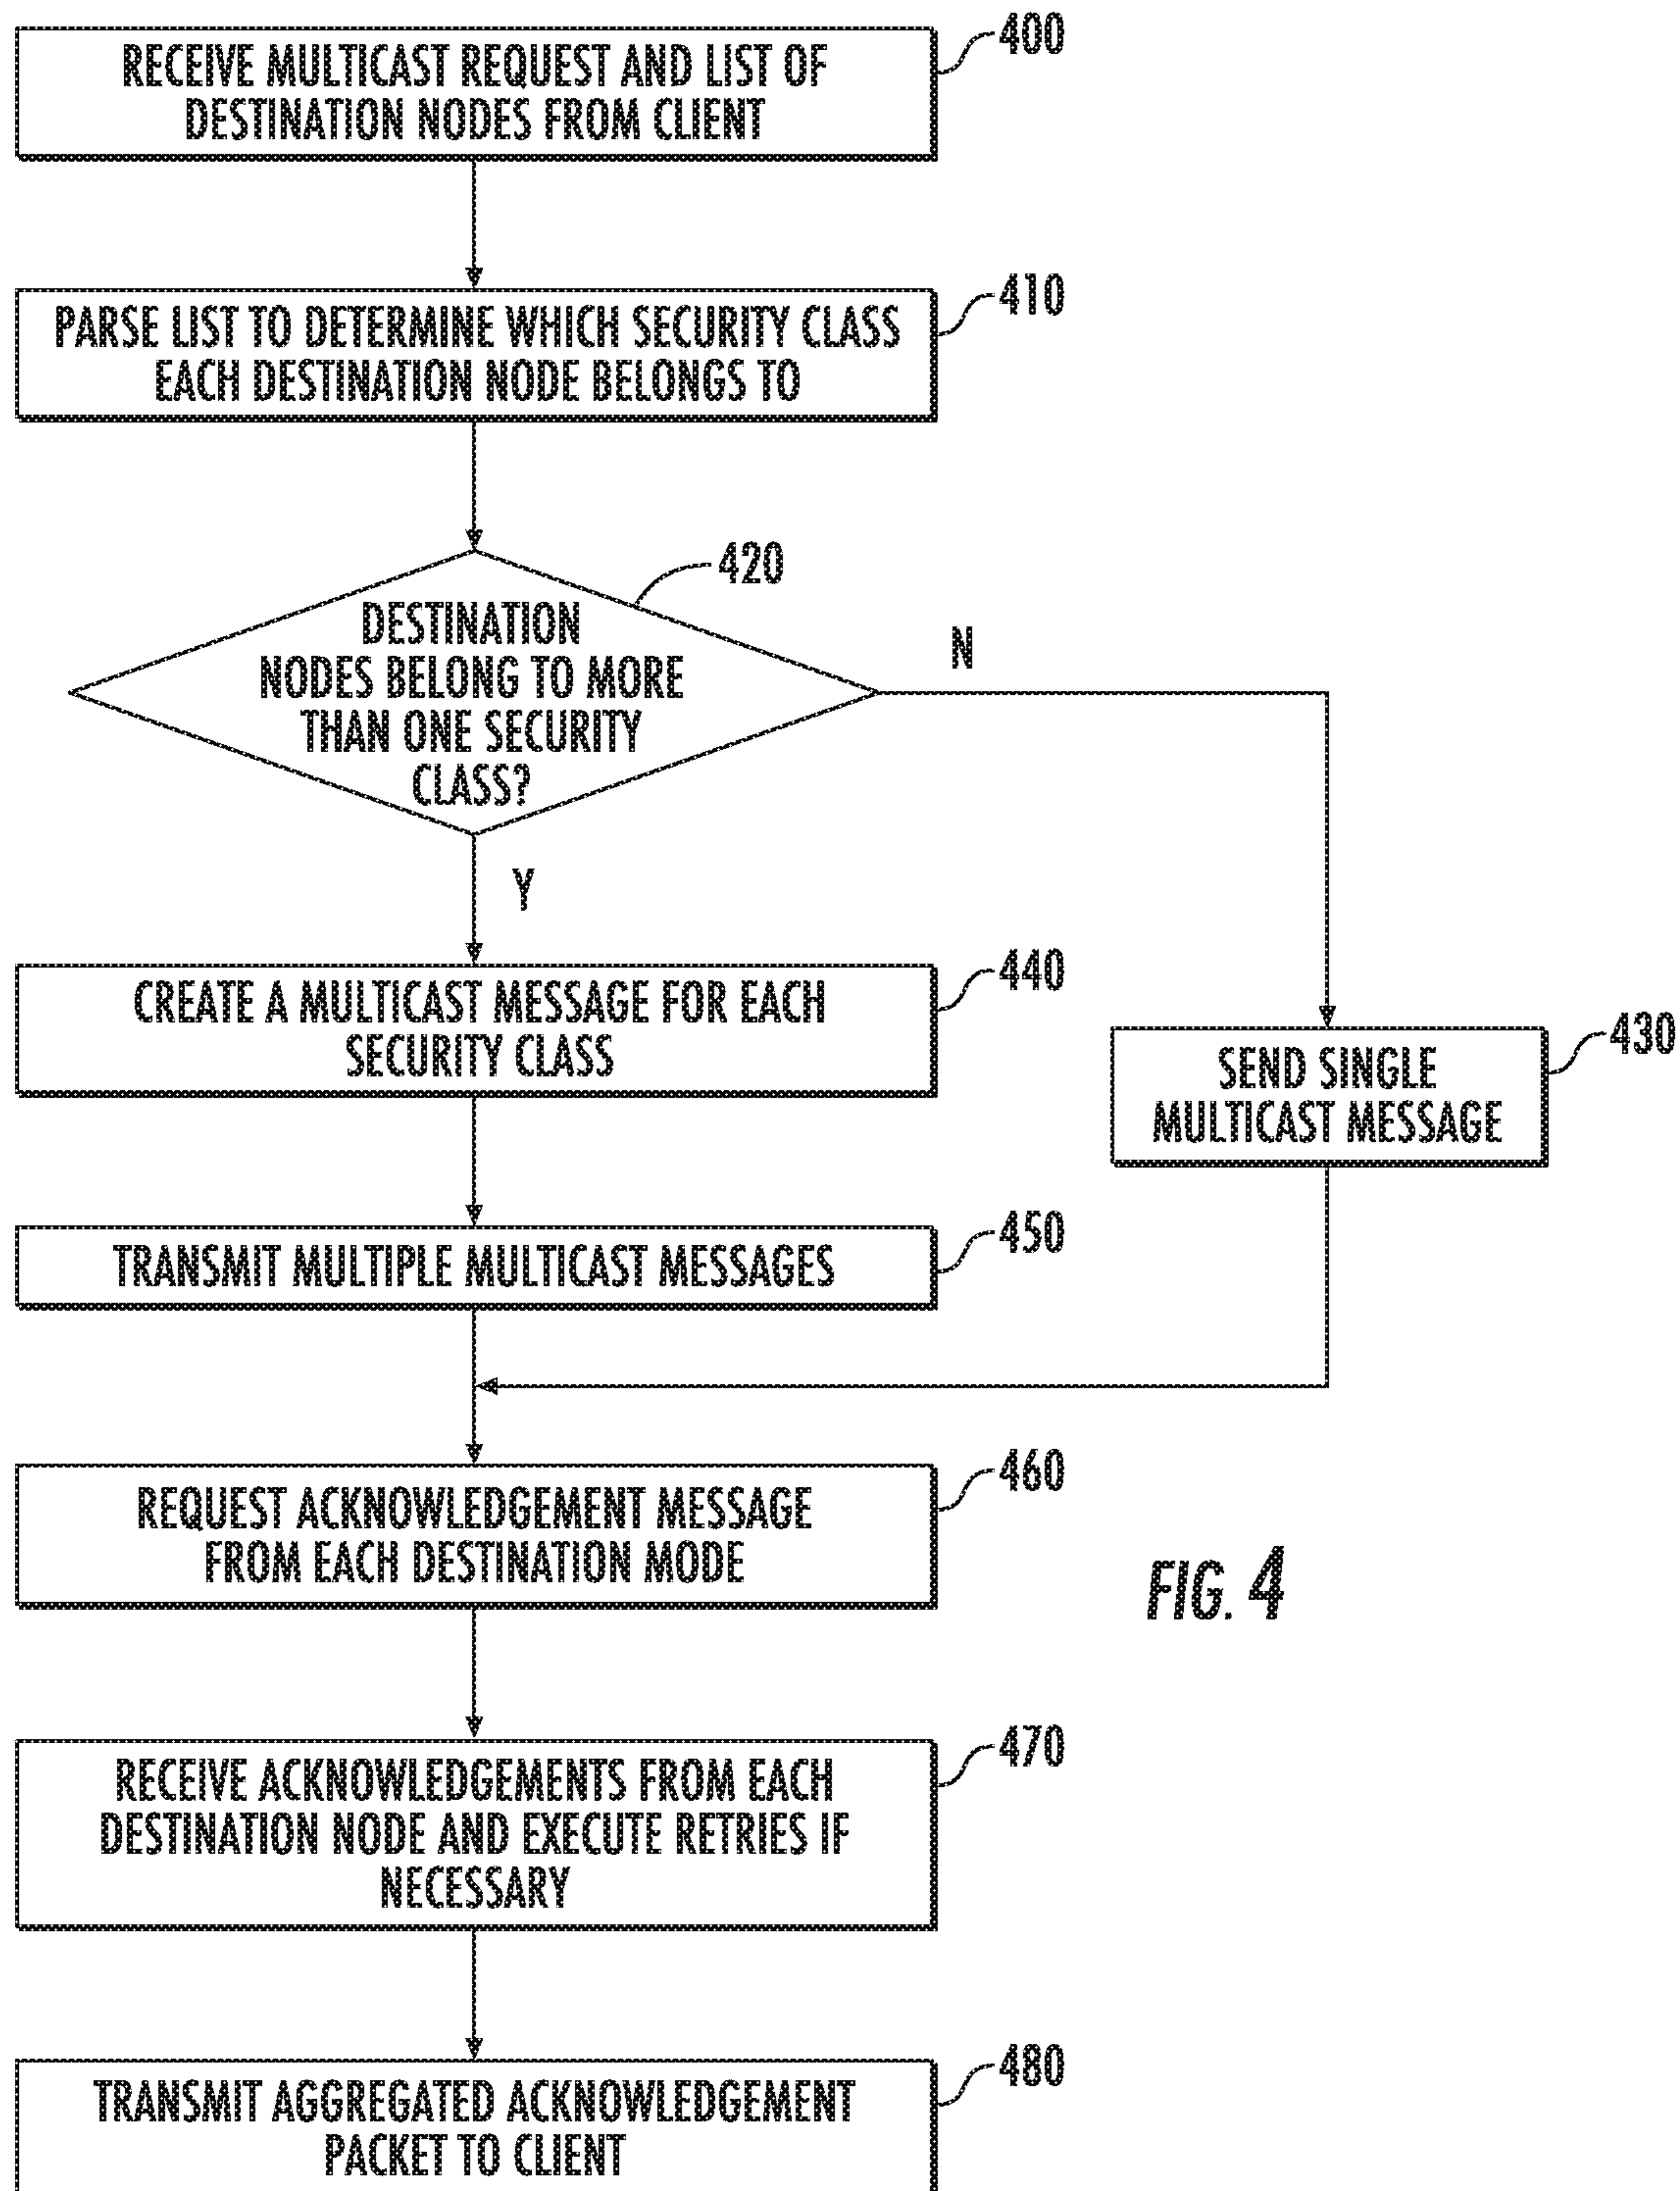 RECEIVE MULTICAST REQUEST AND LIST OF
DESTINATION NODES FROM CLIENT
400
PARSE LIST TO DETERMINE WHICH SECURITY CLASS
EACH DESTINATION NODE BELONGS TO
410
420
DESTINATION
NODES BELONG TO MORE
THAN ONE SECURITY
CLASS?
N
Y
CREATE A MULTICAST MESSAGE FOR EACH
SECURITY CLASS
440
SEND SINGLE
MULTICAST MESSAGE
430
TRANSMIT MULTIPLE MULTICAST MESSAGES
450
REQUEST ACKNOWLEDGEMENT MESSAGE
FROM EACH DESTINATION MODE
460
FIG. 4
RECEIVE ACKNOWLEDGEMENTS FROM EACH
DESTINATION NODE AND EXECUTE RETRIES IF
NECESSARY
470
TRANSMIT AGGREGATED ACKNOWLEDGEMENT
PACKET TO CLIENT
480